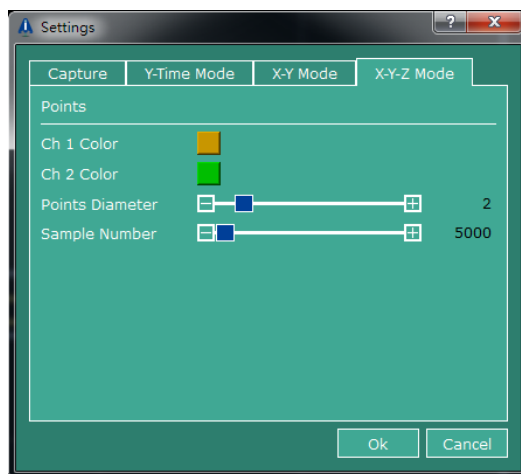 Settings
?
X
Capture Y-Time Mode X-Y Mode X-Y-Z Mode
Points
Ch 1 Color
Ch 2 Color
Points Diameter 2
Sample Number 5000
Ok Cancel